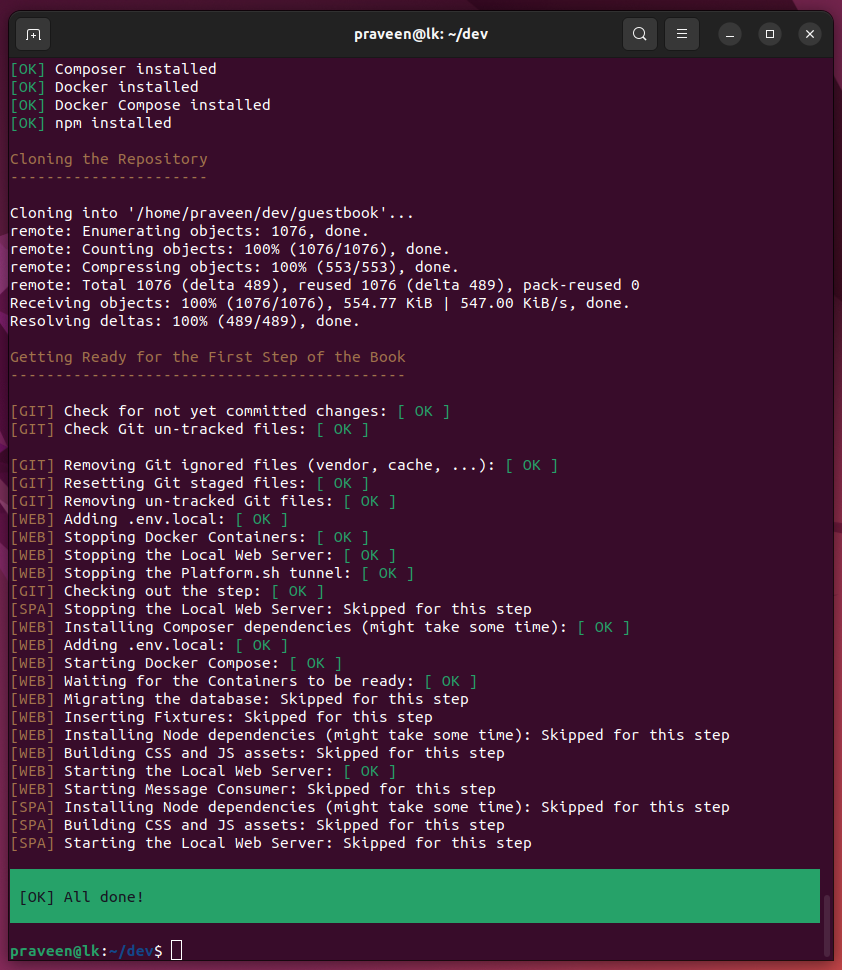 praveen@lk: ~/dev
[OK] Composer installed
[OK] Docker installed
[OK] Docker Compose installed
[OK] npm installed
Cloning the Repository
----------------------
Cloning into '/home/praveen/dev/guestbook'...
remote: Enumerating objects: 1076, done.
remote: Counting objects: 100% (1076/1076), done.
remote: Compressing objects: 100% (553/553), done.
remote: Total 1076 (delta 489), reused 1076 (delta 489), pack-reused 0
Receiving objects: 100% (1076/1076), 554.77 KiB | 547.00 KiB/s, done.
Resolving deltas: 100% (489/489), done.
Getting Ready for the First Step of the Book
--------------------------------------------
[GIT] Check for not yet committed changes: [ OK ]
[GIT] Check Git un-tracked files: [ OK ]
[GIT] Removing Git ignored files (vendor, cache, ...): [ OK ]
[GIT] Resetting Git staged files: [ OK ]
[GIT] Removing un-tracked Git files: [ OK ]
[WEB] Adding .env.local: [ OK ]
[WEB] Stopping Docker Containers: [ OK ]
[WEB] Stopping the Local Web Server: [ OK ]
[WEB] Stopping the Platform.sh tunnel: [ OK ]
[GIT] Checking out the step: [ OK ]
[SPA] Stopping the Local Web Server: Skipped for this step
[WEB] Installing Composer dependencies (might take some time): [ OK ]
[WEB] Adding .env.local: [ OK ]
[WEB] Starting Docker Compose: [ OK ]
[WEB] Waiting for the Containers to be ready: [ OK ]
[WEB] Migrating the database: Skipped for this step
[WEB] Inserting Fixtures: Skipped for this step
[WEB] Installing Node dependencies (might take some time): Skipped for this step
[WEB] Building CSS and JS assets: Skipped for this step
[WEB] Starting the Local Web Server: [ OK ]
[WEB] Starting Message Consumer: Skipped for this step
[SPA] Installing Node dependencies (might take some time): Skipped for this step
[SPA] Building CSS and JS assets: Skipped for this step
[SPA] Starting the Local Web Server: Skipped for this step
[OK] All done!
praveen@lk:~/dev$